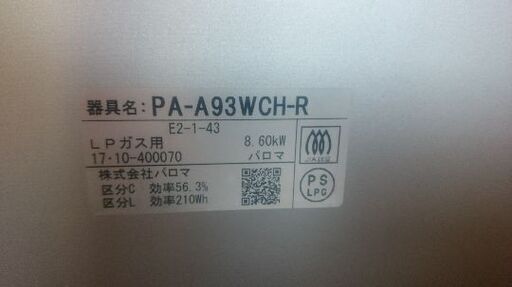 器具名: PA-A93WCH-R
E2-1-43
LPガス用 8.60kW
17・10-400070 パロマ
株式会社パロマ
区分C 効率56.3%
区分L 効率210Wh
PS
LPG